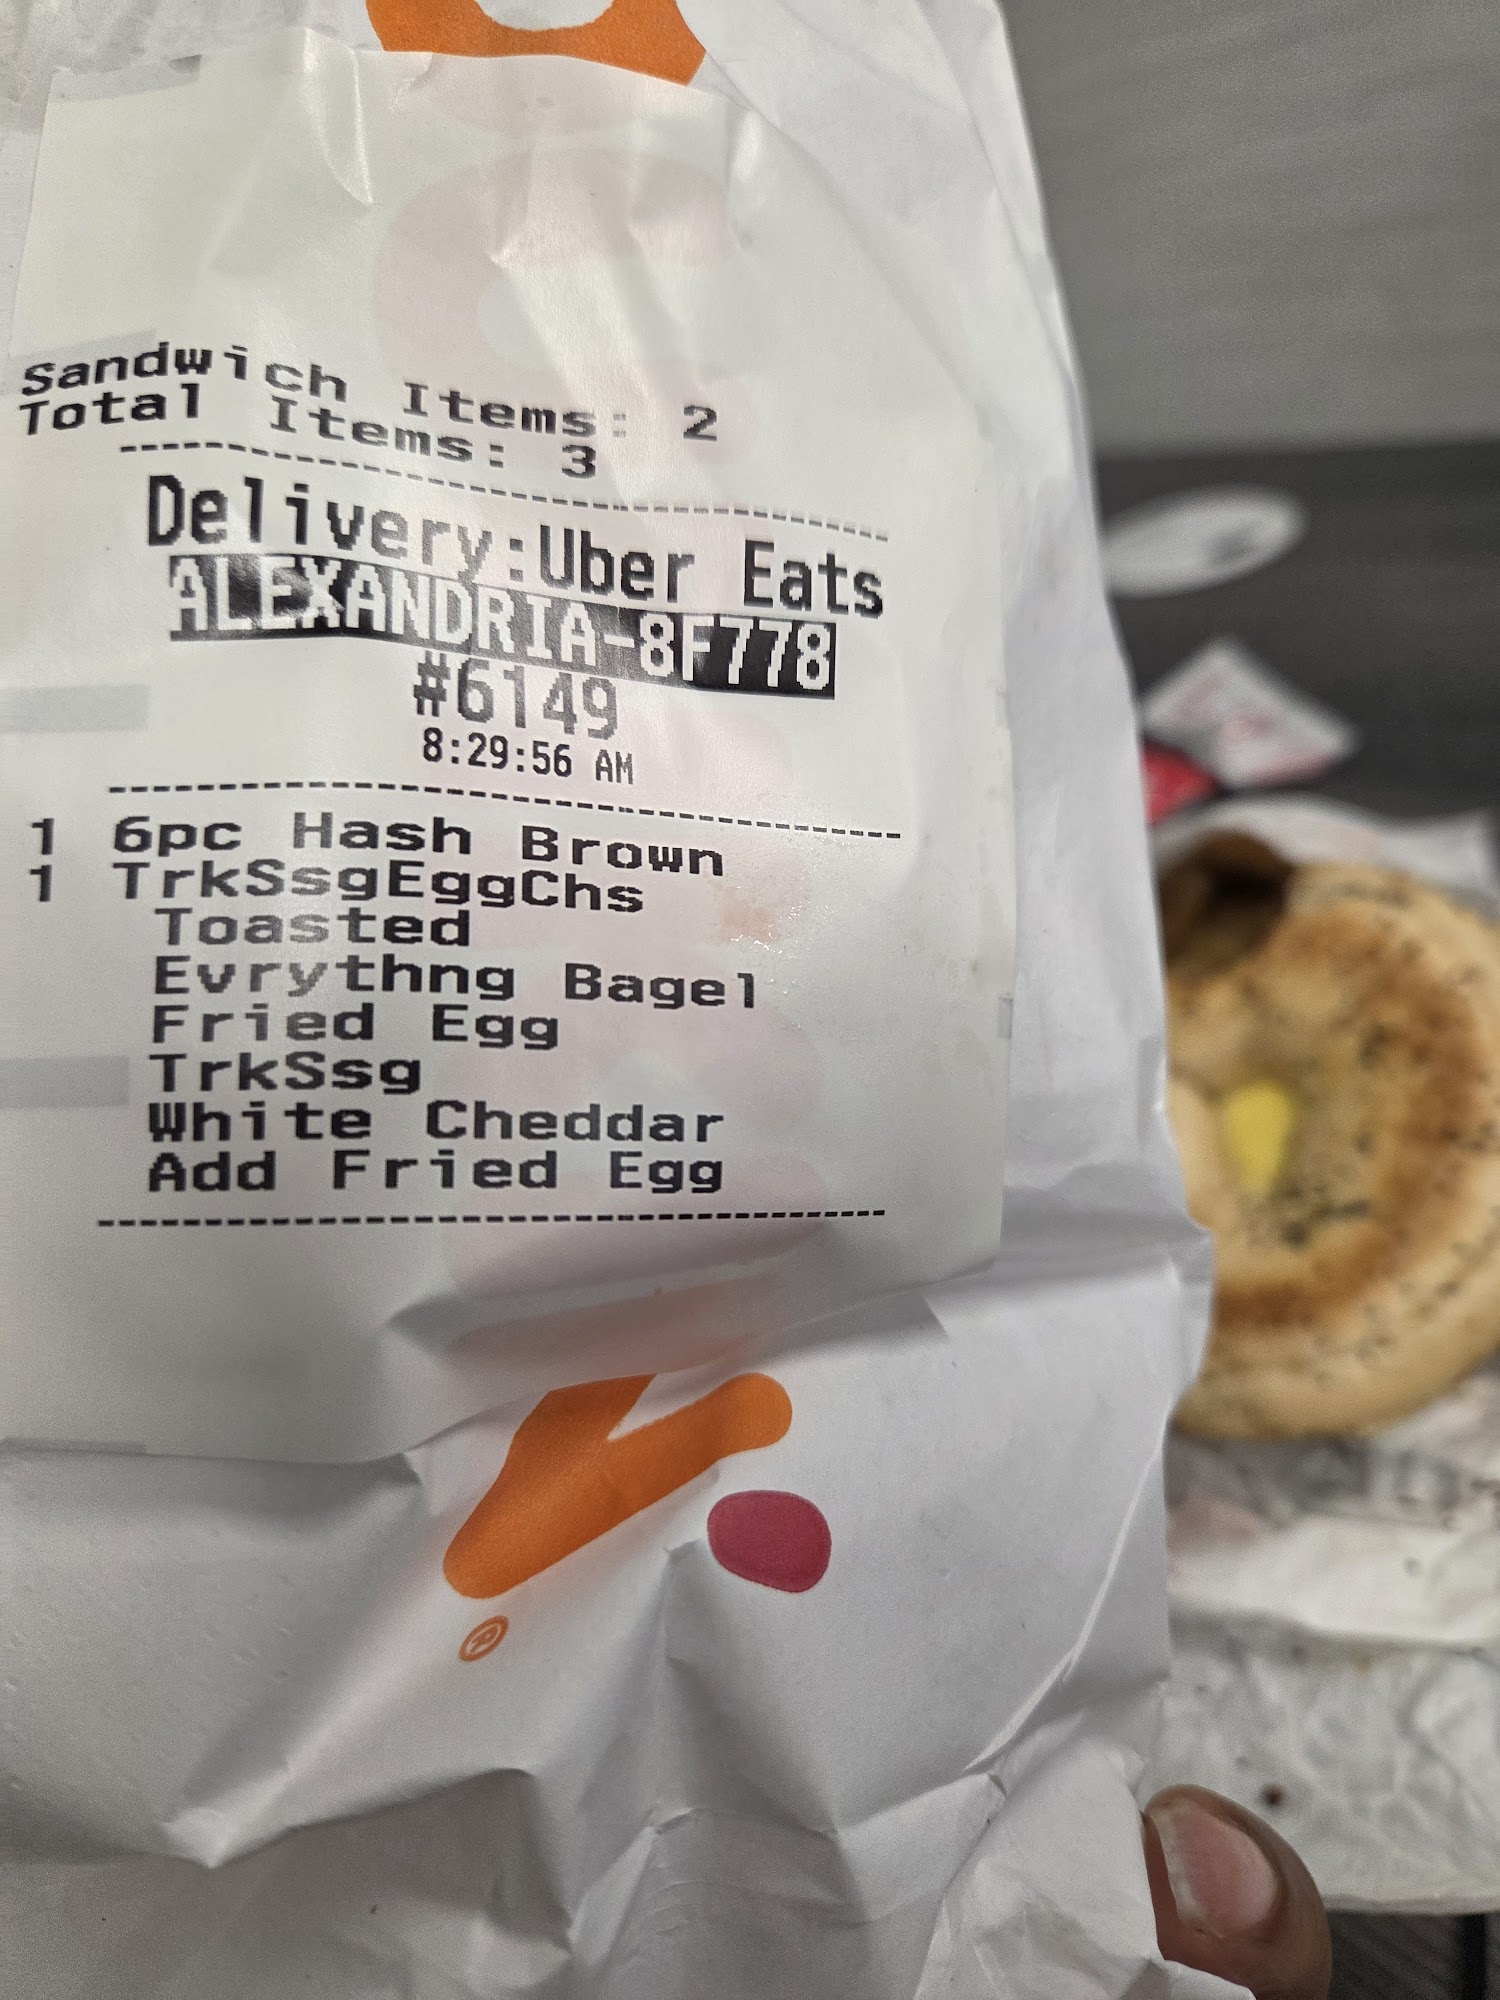 Sandwich Items: 2
Total Items: 3
Delivery:Uber Eats
ALEXANDRIA-8F778
#6149
8:29:56 AM
1 6pc Hash Brown
1 TrkSsgEggChs
Toasted
Evrythng Bagel
Fried Egg
TrkSsg
White Cheddar
Add Fried Egg
®